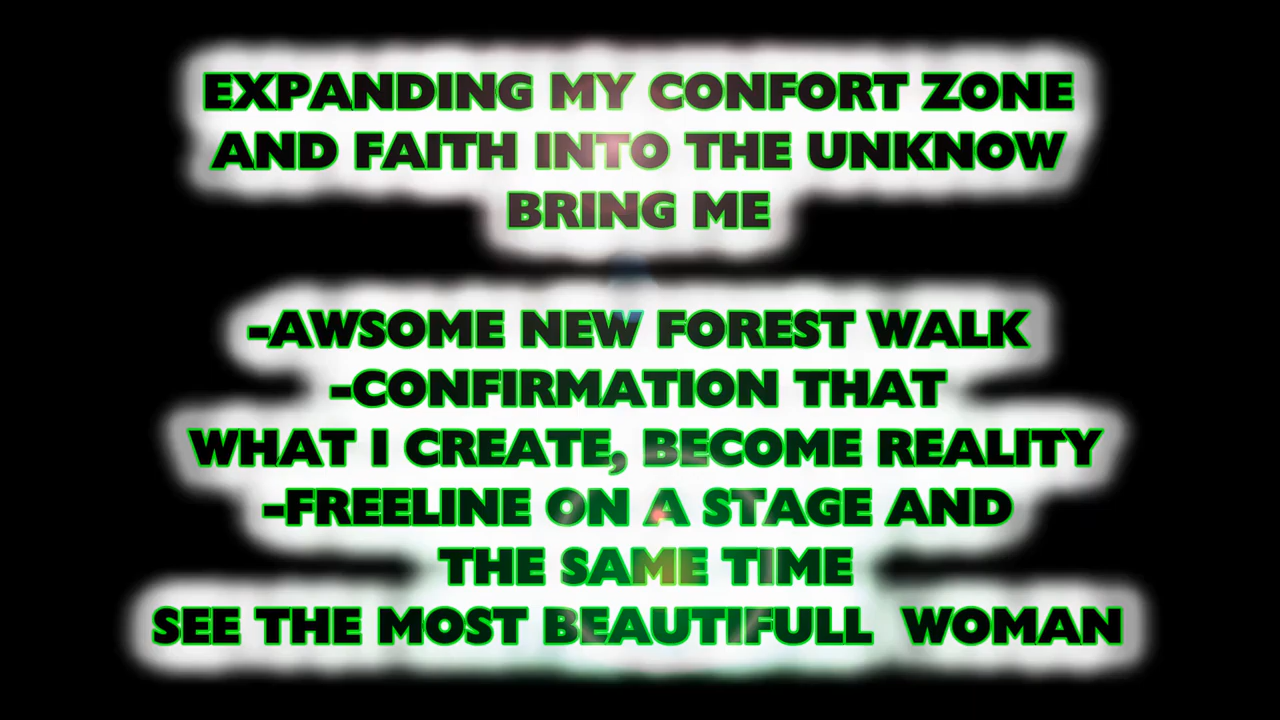 EXPANDING MY CONFORT ZONE
AND FAITH INTO THE UNKNOW
BRING ME
-AWSOME NEW FOREST WALK
-CONFIRMATION THAT
WHAT I CREATE, BECOME REALITY
-FREELINE ON A STAGE AND
THE SAME TIME
SEE THE MOST BEAUTIFULL WOMAN